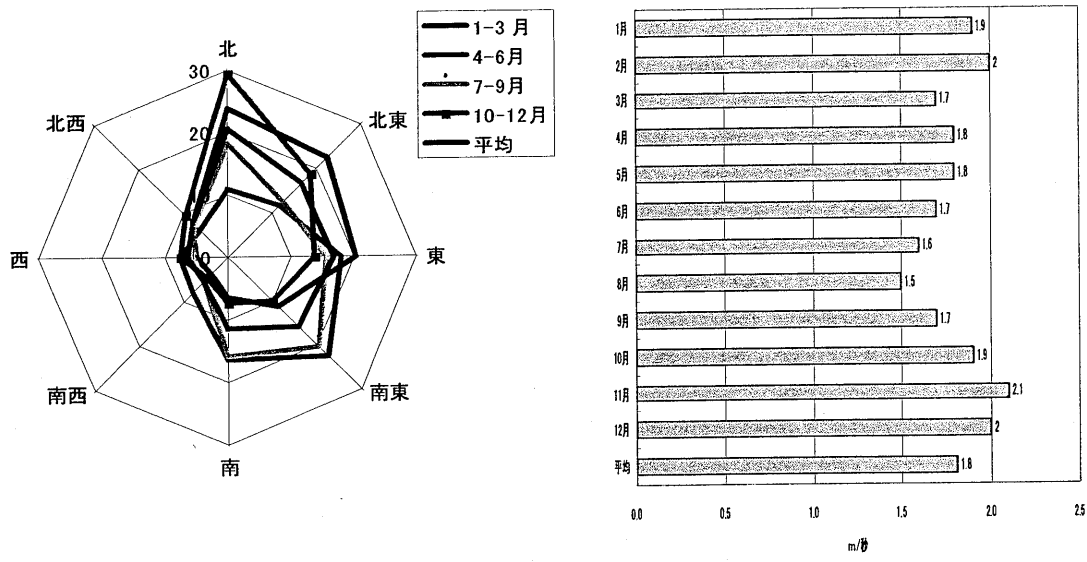 1-3 月
4-6月
7-9月
10-12月
平均
北
30
北西
北東
20
西
0
東
南西
南東
南
1月 1.9
2月 2
3月 1.7
4月 1.8
5月 1.8
6月 1.7
7月 1.6
8月 1.5
9月 1.7
10月 1.9
11月 2.1
12月 2
平均 1.8
0.0 0.5 1.0 1.5 2.0 2.5
m/秒